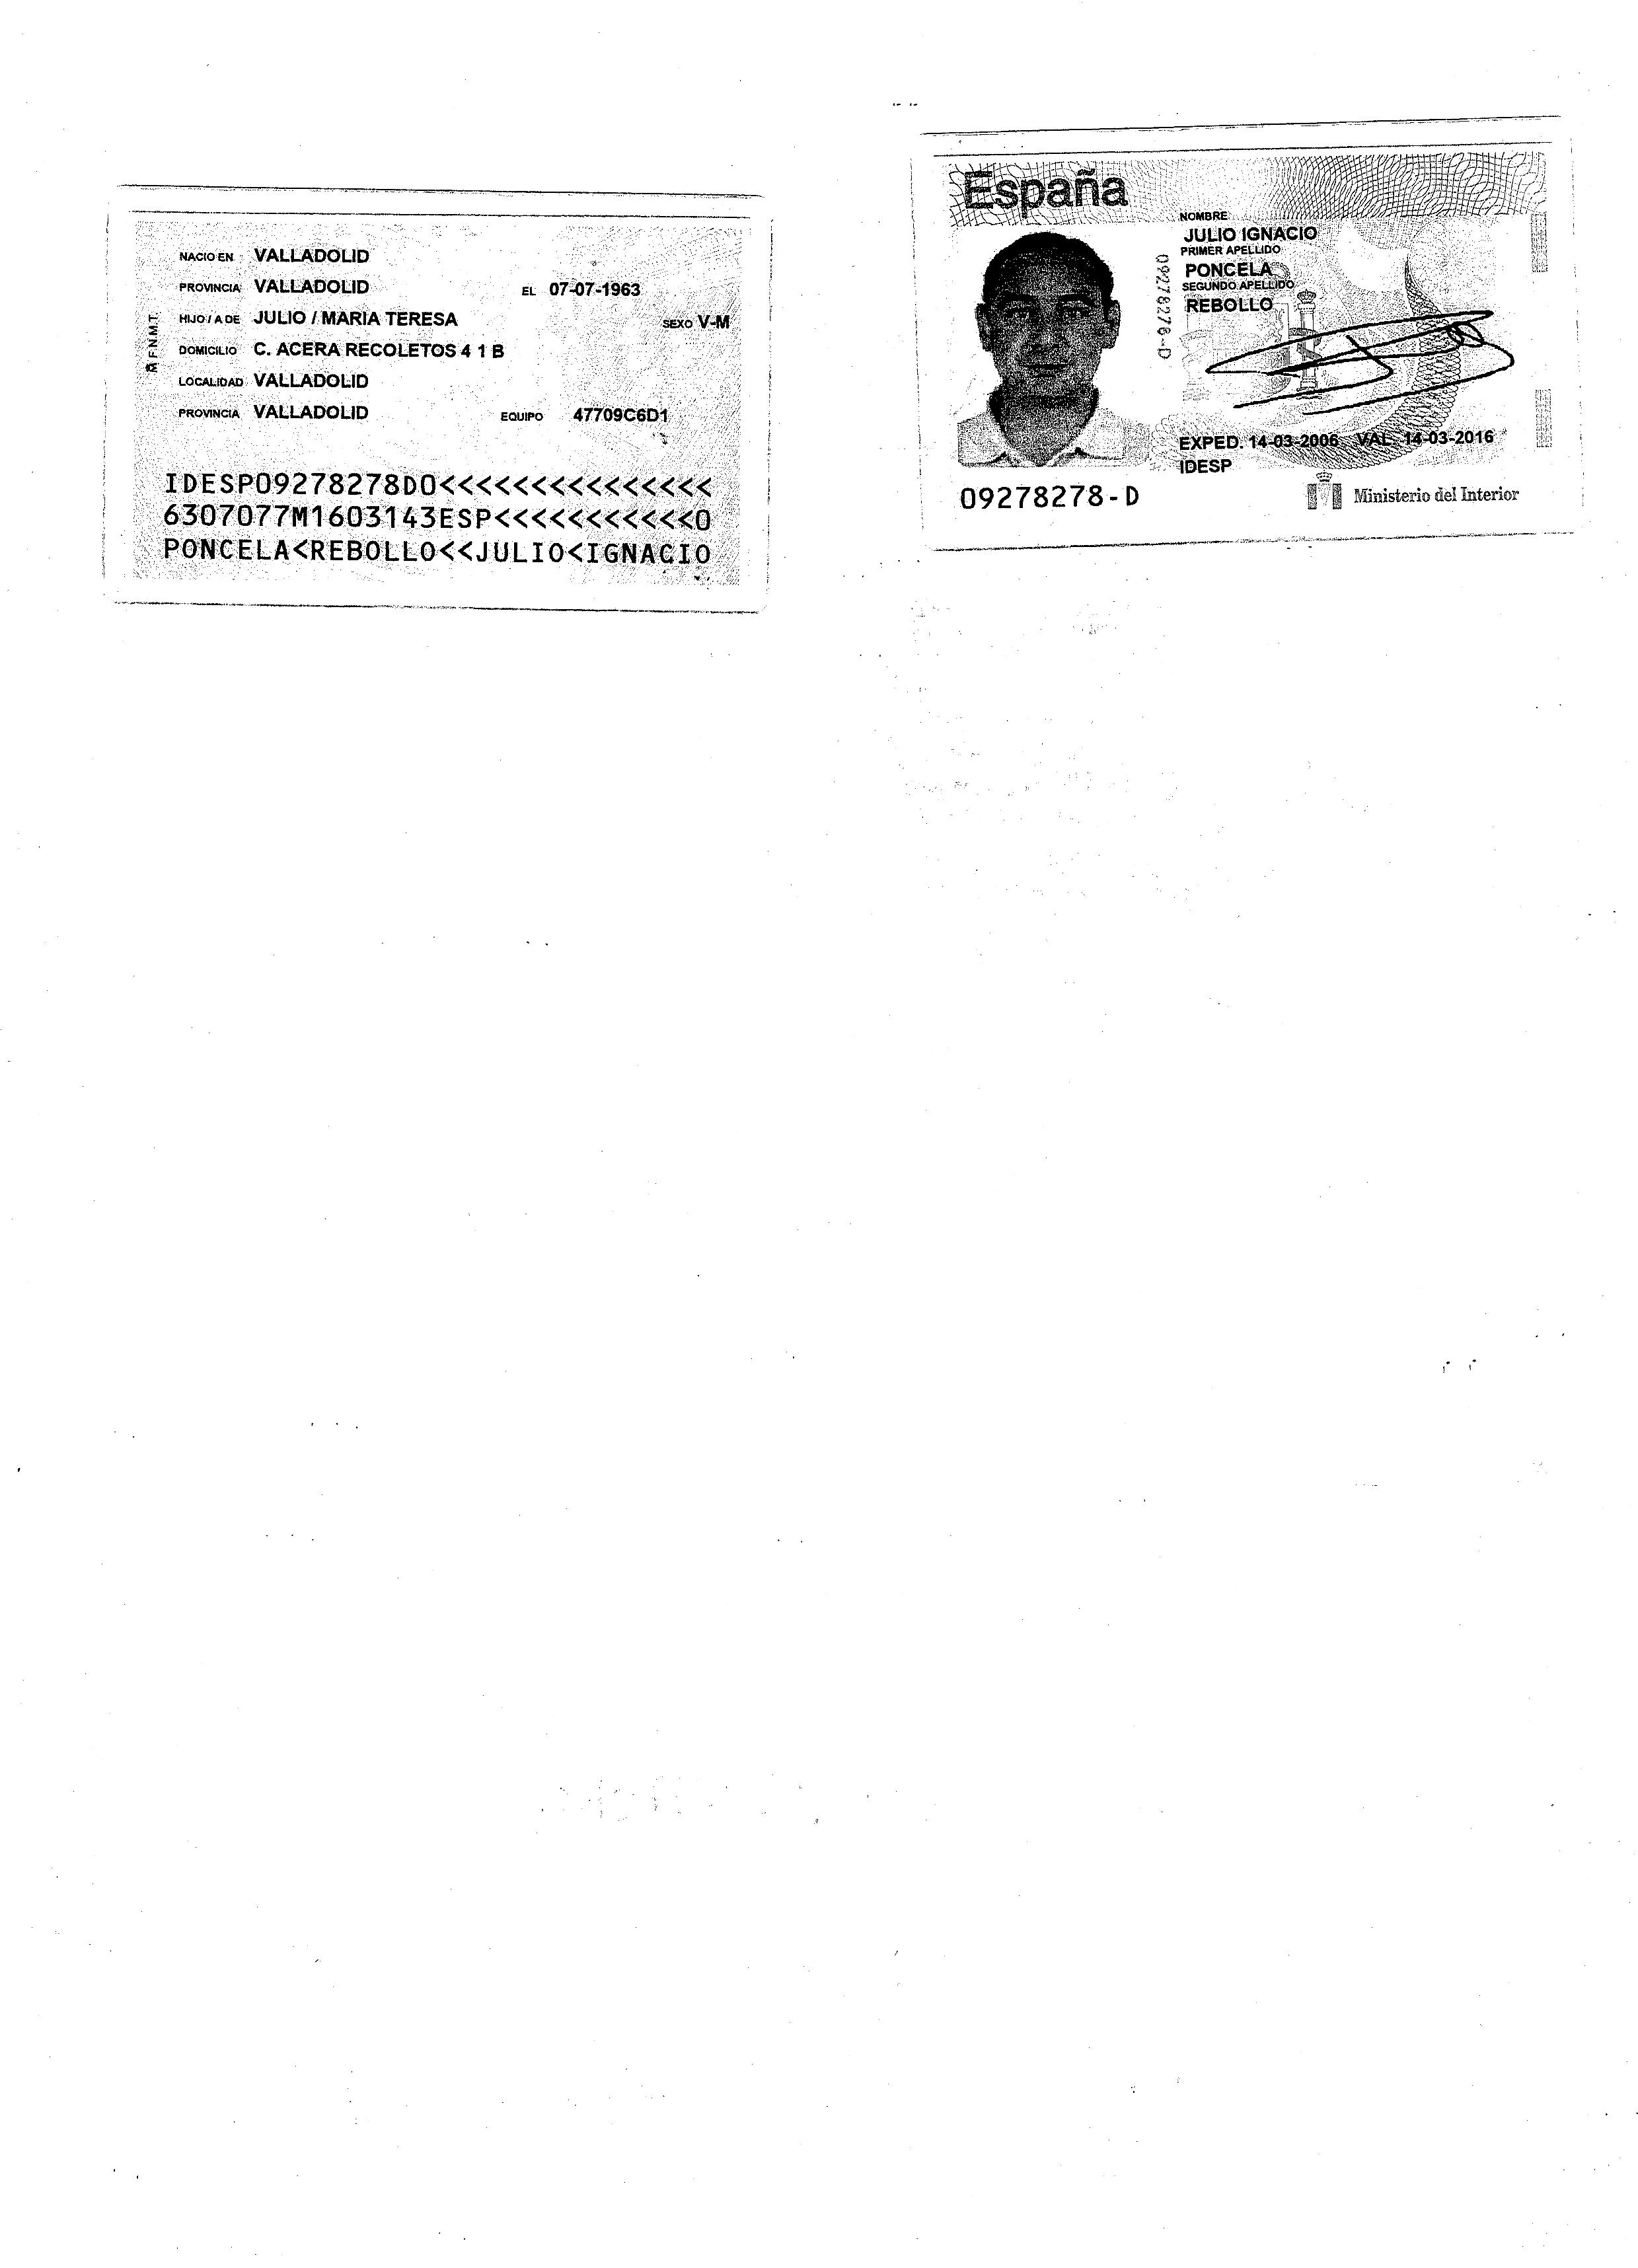 NACIO EN VALLADOLID
PROVINCIA VALLADOLID EL 07-07-1963
HIJO / A DE JULIO / MARIA TERESA SEXO V-M
DOMICILIO C. ACERA RECOLETOS 4 1 B
LOCALIDAD VALLADOLID
PROVINCIA VALLADOLID EQUIPO 47709C6D1
F.N.M.T.
IDESP09278278D0<<<<<<<<<<<<<<<
6307077M1603143ESP<<<<<<<<<<<0
PONCELA<REBOLLO<<JULIO<IGNACIO
España
NOMBRE
JULIO IGNACIO
PRIMER APELLIDO
PONCELA
SEGUNDO APELLIDO
REBOLLO
09278278-D
EXPED. 14-03-2006 VAL. 14-03-2016
IDESP
09278278-D
Ministerio del Interior